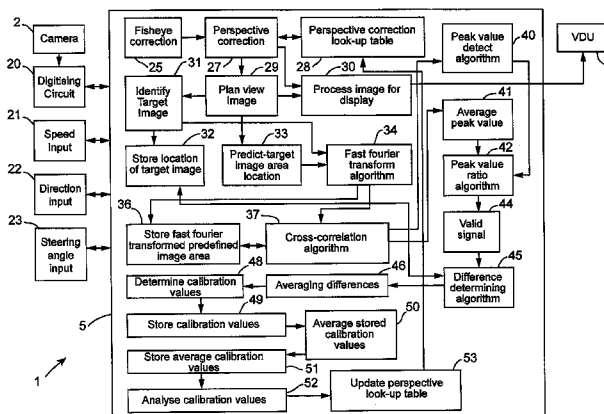 2
Camera
20
Digitising
Circuit
21
Speed
Input
22
Direction
input
23
Steering
angle
input
5
1
Fisheye
correction
25
Perspective
correction
27
Perspective correction
look-up table
28
31
Identify
Target
Image
29
Plan view
Image
30
Process image for
display
32
Store location
of target image
33
Predict-target
image area
location
34
Fast fourier
transform
algorithm
36
Store fast fourier
transformed predefined
image area
37
Cross-correlation
algorithm
40
Peak value
detect
algorithm
VDU
41
Average
peak value
42
Peak value
ratio algorithm
44
Valid
signal
45
Difference
determining
algorithm
46
Averaging differences
48
Determine calibration
values
49
Store calibration values
50
Average stored
calibration
values
51
Store average calibration
values
52
Analyse calibration values
53
Update perspective
look-up table